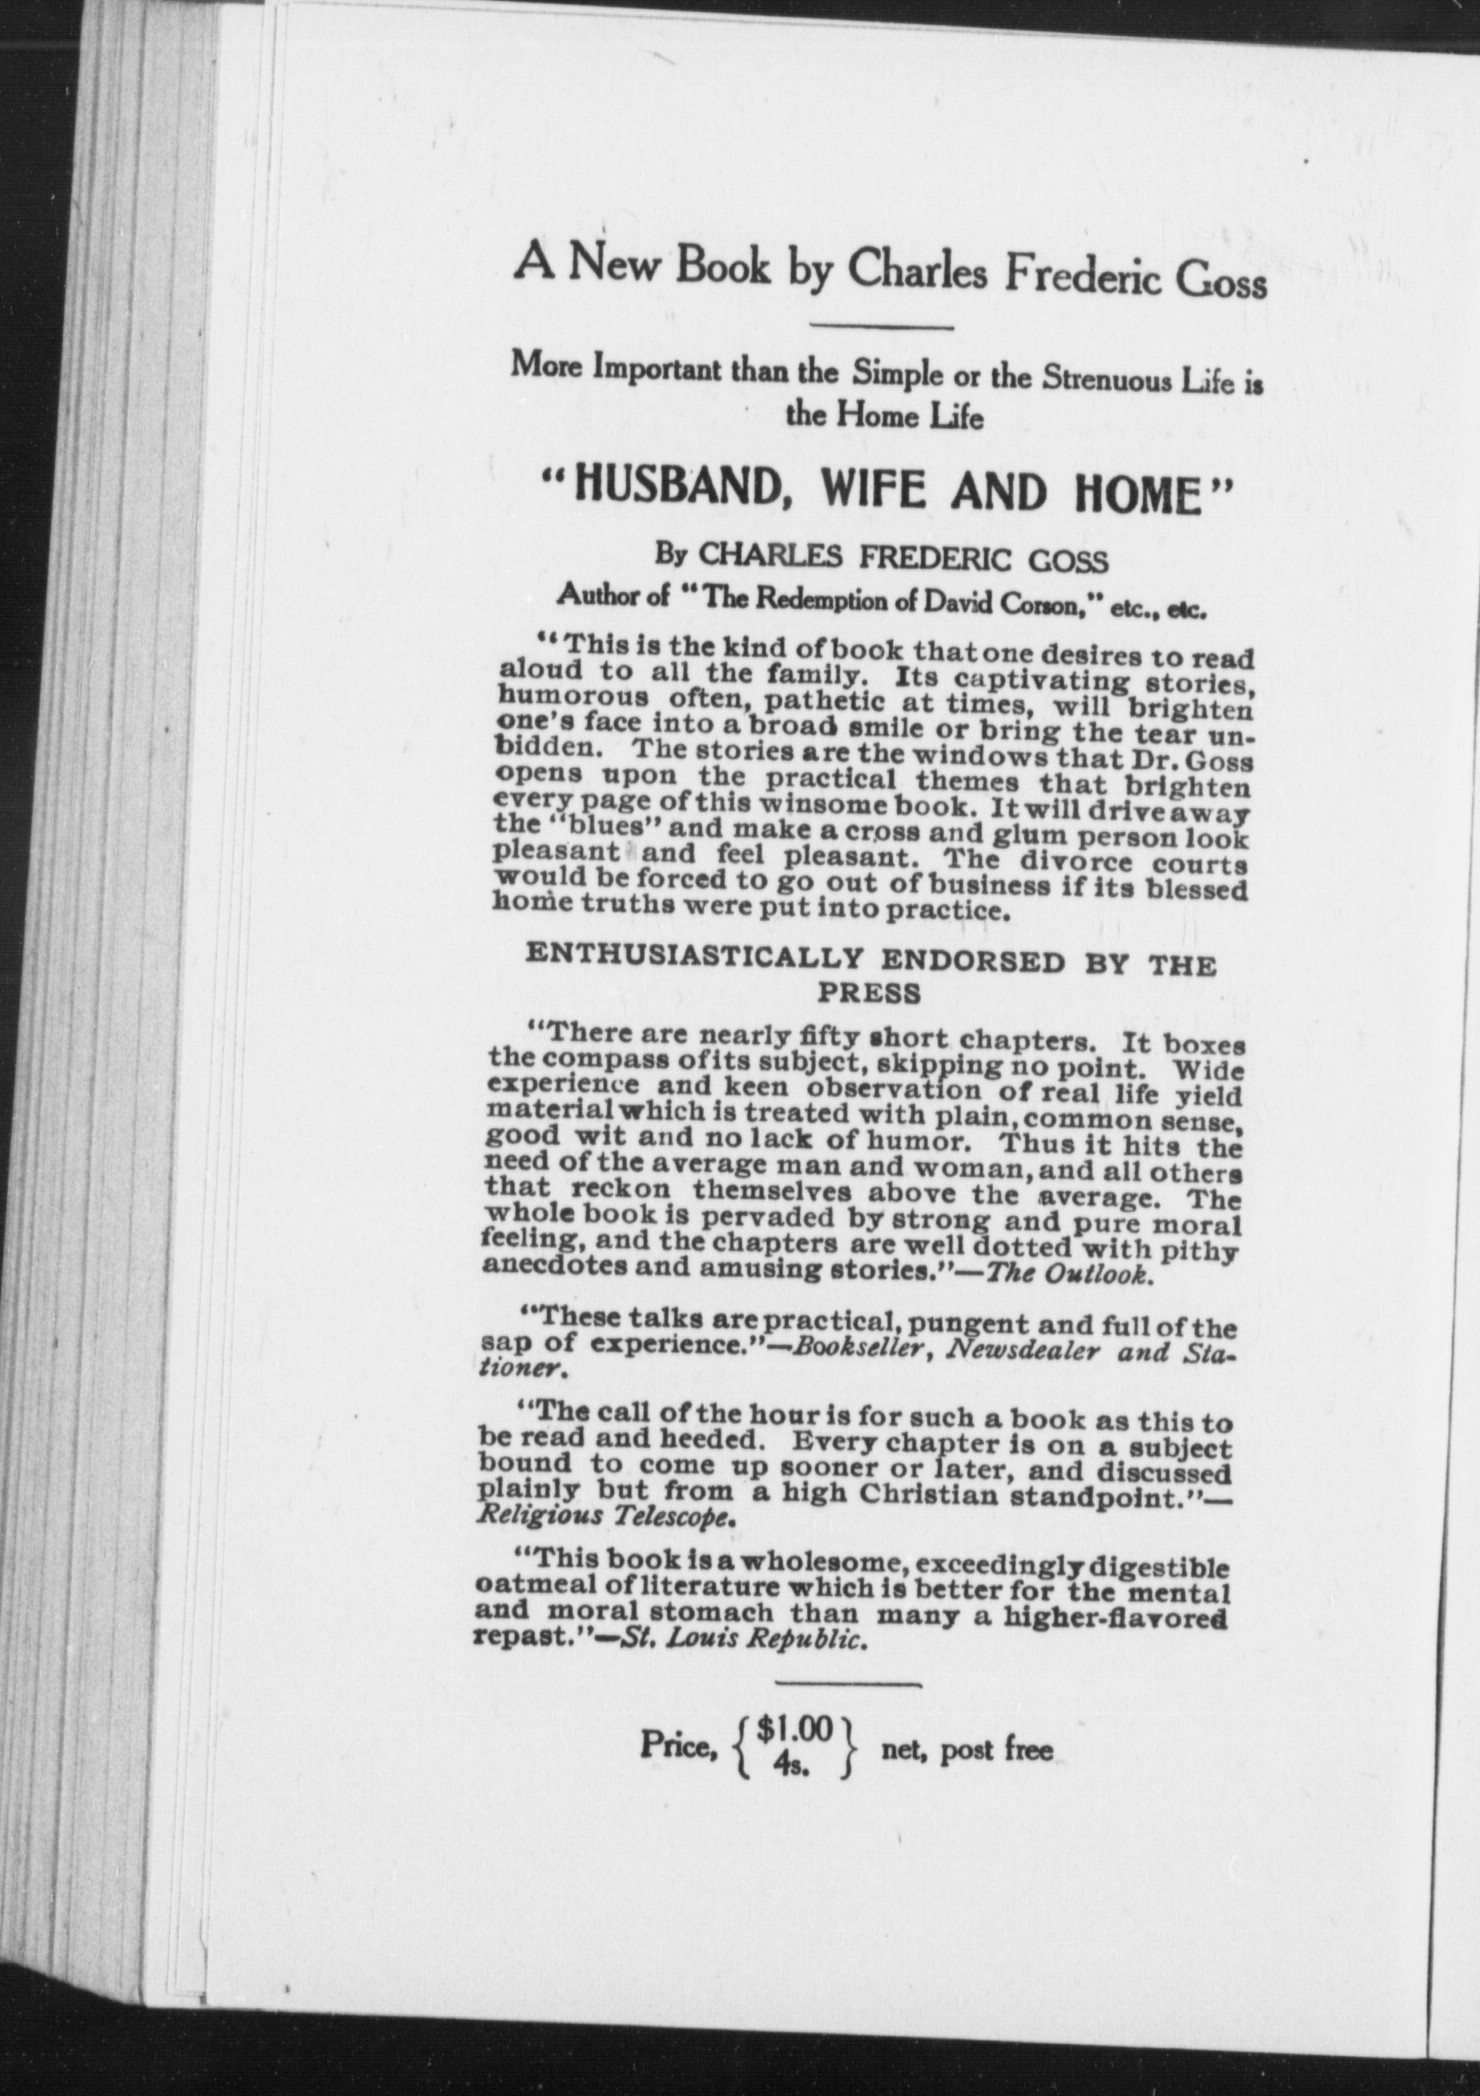 A New Book by Charles Frederic Goss
More Important than the Simple or the Strenuous Life is
the Home Life
"HUSBAND, WIFE AND HOME"
By CHARLES FREDERIC GOSS
Author of "The Redemption of David Corson," etc., etc.
"This is the kind of book that one desires to read
aloud to all the family. Its captivating stories,
humorous often, pathetic at times, will brighten
one's face into a broad smile or bring the tear un-
bidden. The stories are the windows that Dr. Goss
opens upon the practical themes that brighten
every page of this winsome book. It will drive away
the "blues" and make a cross and glum person look
pleasant and feel pleasant. The divorce courts
would be forced to go out of business if its blessed
home truths were put into practice.
ENTHUSIASTICALLY ENDORSED BY THE
PRESS
"There are nearly fifty short chapters. It boxes
the compass of its subject, skipping no point. Wide
experience and keen observation of real life yield
material which is treated with plain, common sense,
good wit and no lack of humor. Thus it hits the
need of the average man and woman, and all others
that reckon themselves above the average. The
whole book is pervaded by strong and pure moral
feeling, and the chapters are well dotted with pithy
anecdotes and amusing stories."—The Outlook.
"These talks are practical, pungent and full of the
sap of experience."—Bookseller, Newsdealer and Sta-
tioner.
"The call of the hour is for such a book as this to
be read and heeded. Every chapter is on a subject
bound to come up sooner or later, and discussed
plainly but from a high Christian standpoint."—
Religious Telescope.
"This book is a wholesome, exceedingly digestible
oatmeal of literature which is better for the mental
and moral stomach than many a higher-flavored
repast."—St. Louis Republic.
Price, { $1.00 } net, post free
4s.